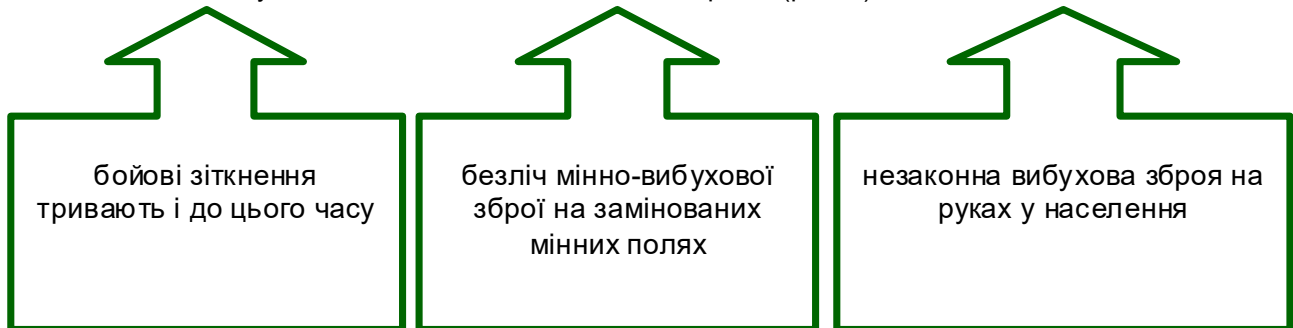 бойові зіткнення
тривають і до цього часу
безліч мінно-вибухової
зброї на замінованих
мінних полях
незаконна вибухова зброя на
руках у населення